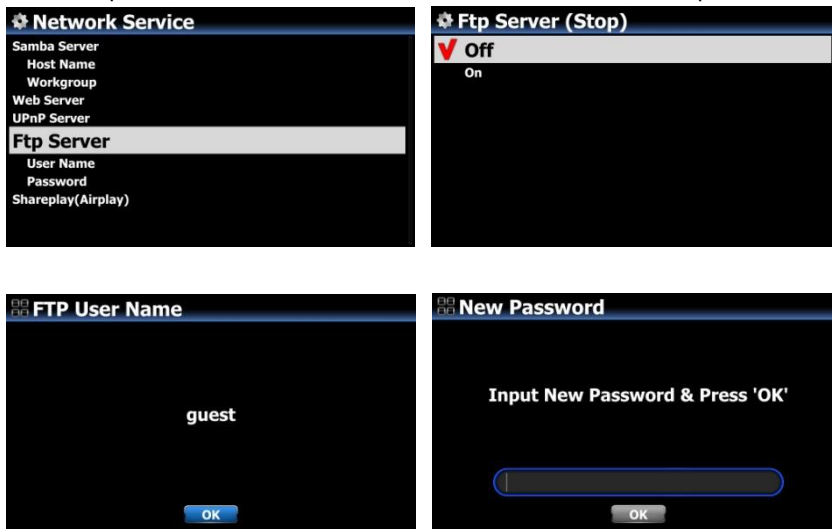 Network Service
Samba Server
Host Name
Workgroup
Web Server
UPnP Server
Ftp Server
User Name
Password
Shareplay(Airplay)
Ftp Server (Stop)
Off
On
FTP User Name
guest
OK
New Password
Input New Password & Press 'OK'
OK